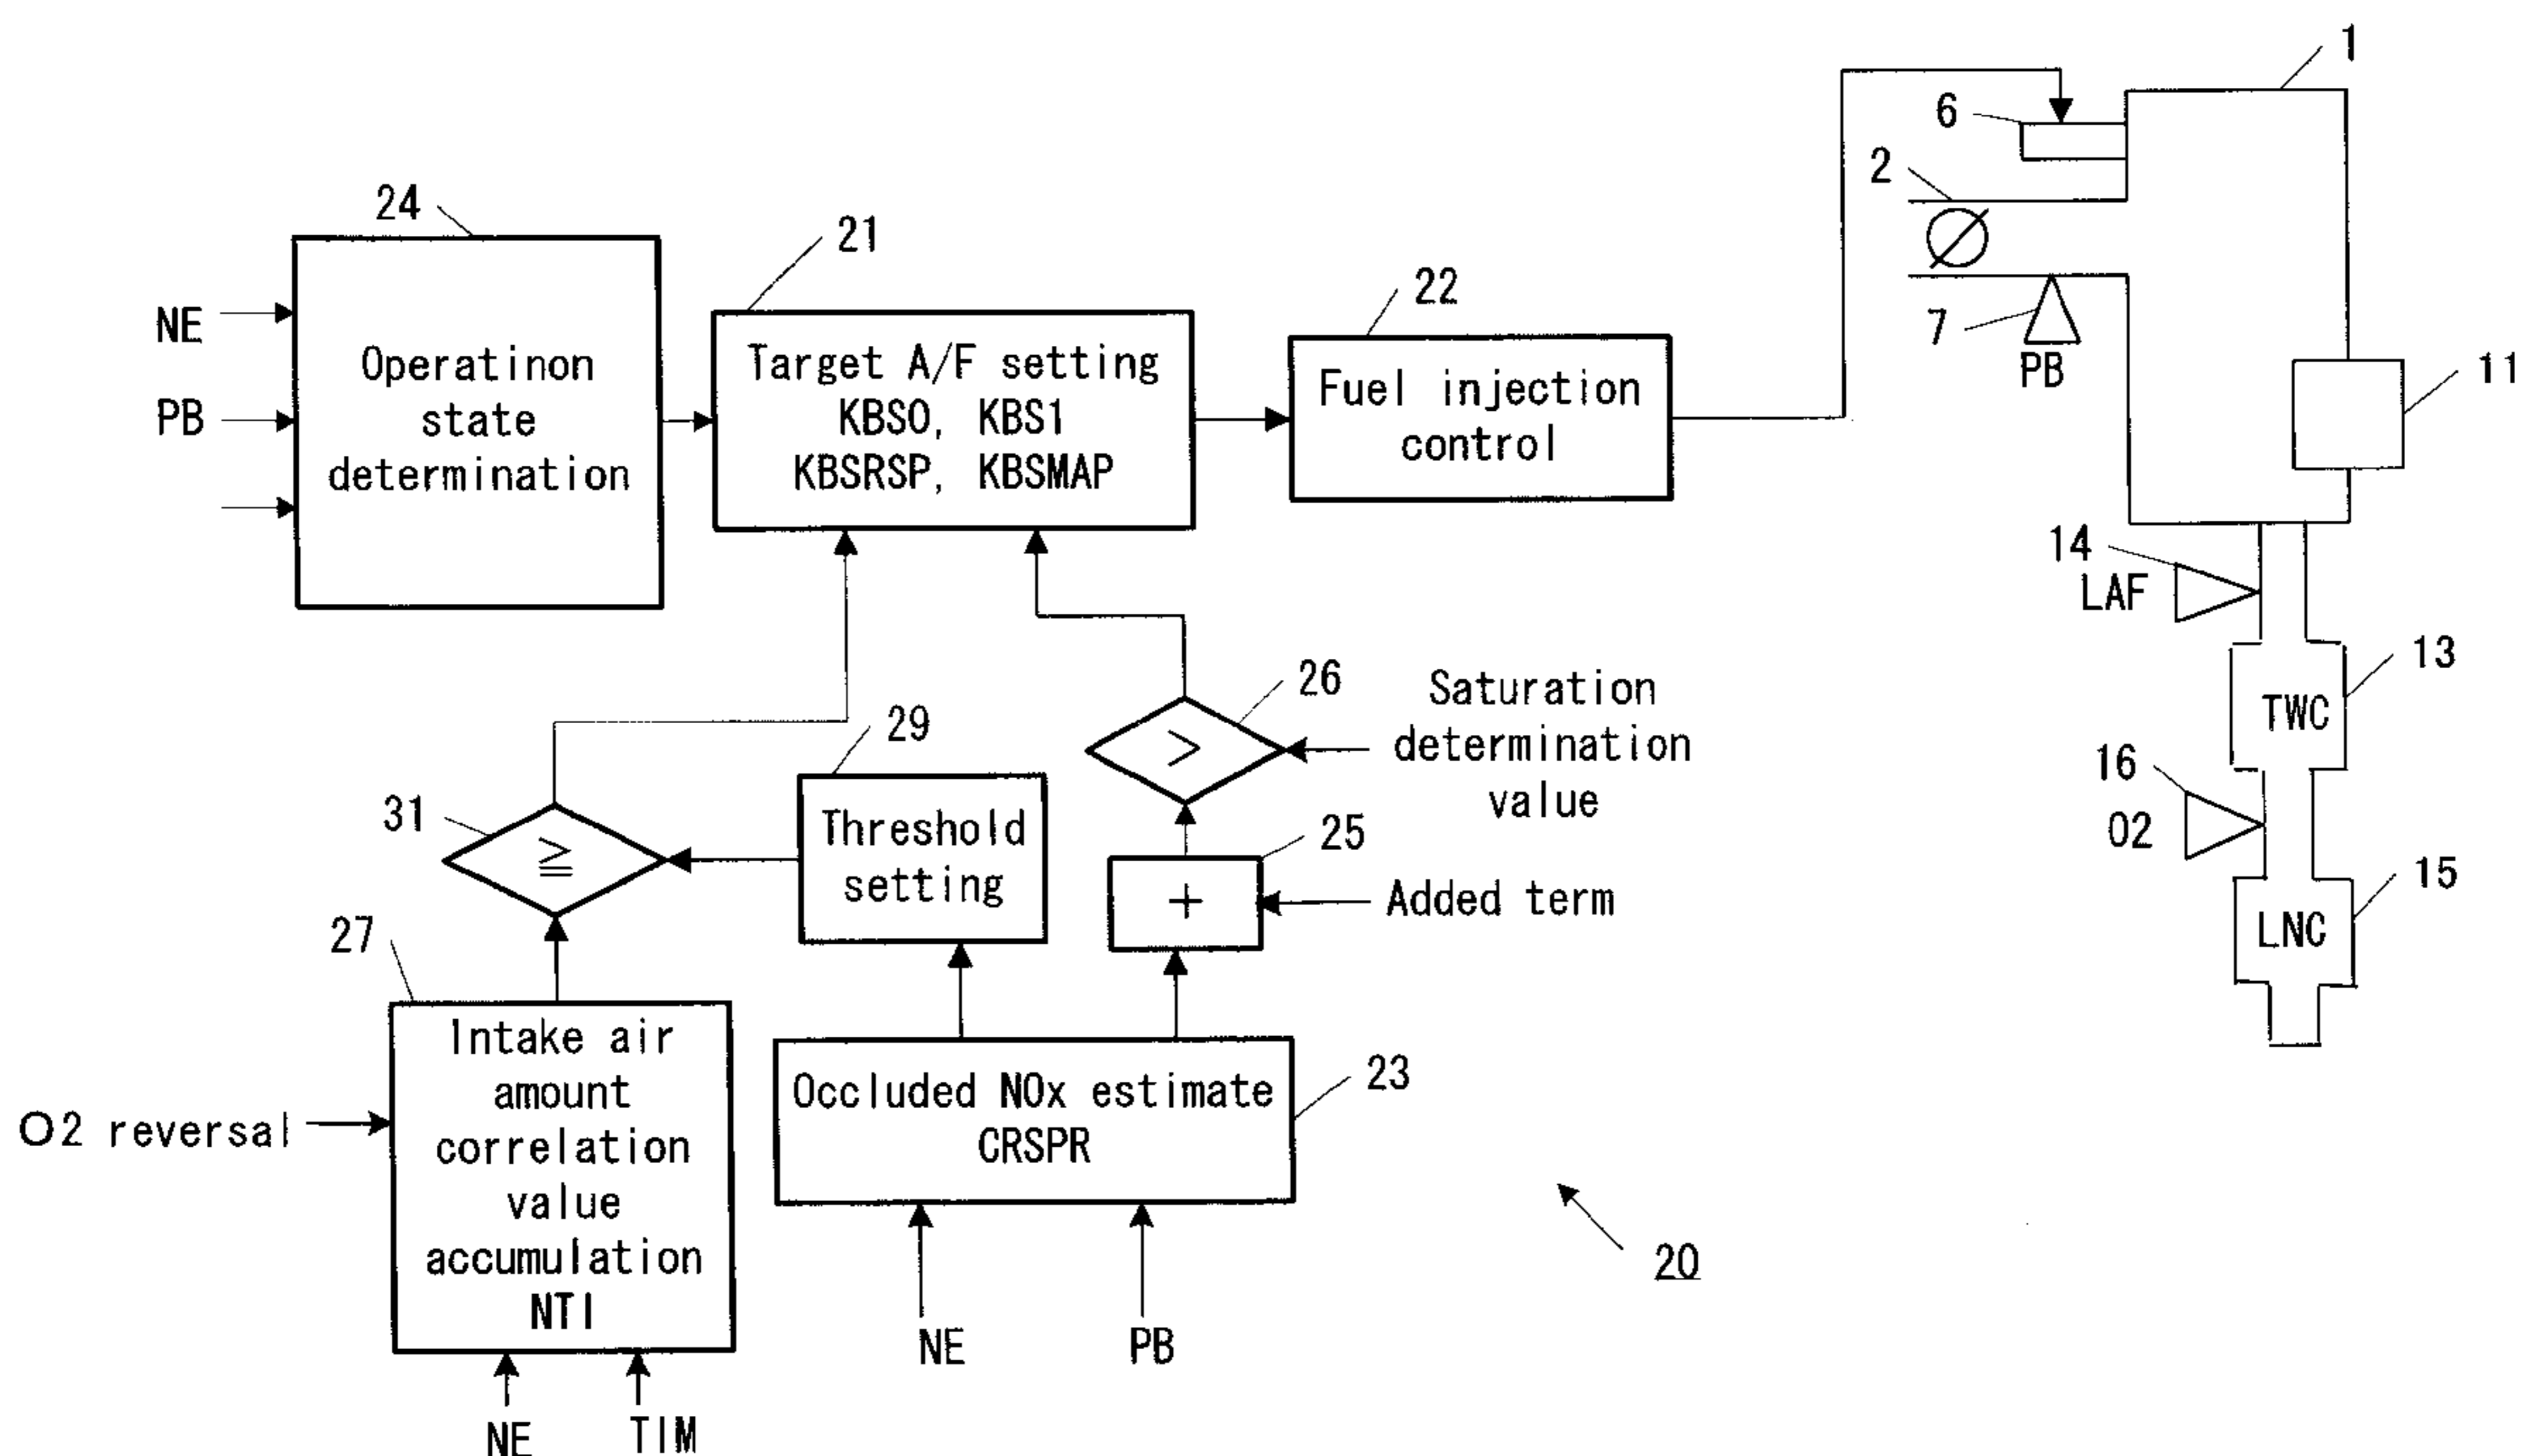 1
6
2
24
21
22
NE
PB
Operatinon
state
determination
Target A/F setting
KBS0, KBS1
KBSRSP, KBSMAP
Fuel injection
control
7
PB
11
14
LAF
13
TWC
16
O2
15
LNC
26
>
Saturation
determination
value
29
Threshold
setting
31
≧
25
+
Added term
27
Intake air
amount
correlation
value
accumulation
NTI
O2 reversal
23
Occluded NOx estimate
CRSPR
20
NE
PB
NE
TIM